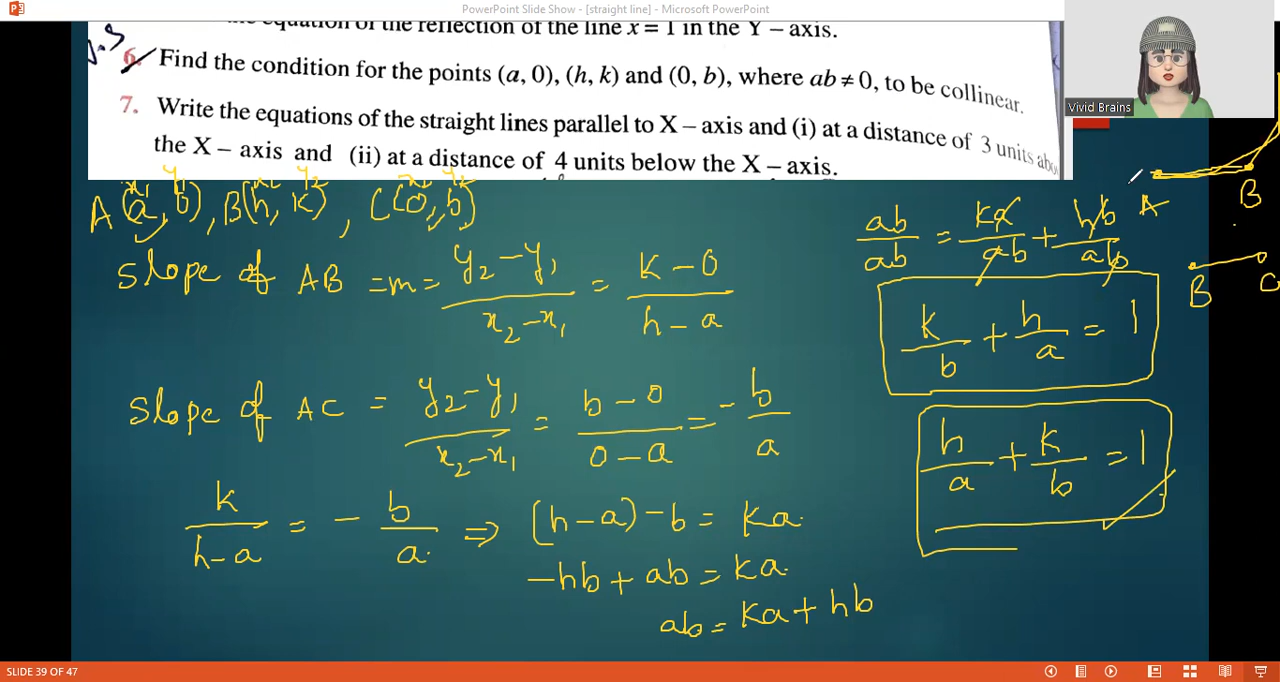 PowerPoint Slide Show - [straight line] - Microsoft PowerPoint
the equation of the reflection of the line x = 1 in the Y – axis.
6. Find the condition for the points (a, 0), (h, k) and (0, b), where ab ≠ 0, to be collinear.
7. Write the equations of the straight lines parallel to X – axis and (i) at a distance of 3 units abo
the X – axis and (ii) at a distance of 4 units below the X – axis.
Vivid Brains
A(a, 0), B(h, k), C(0, b)
slope of AB = m = y₂ - y₁ / x₂ - x₁ = k - 0 / h - a
slope of AC = y₂ - y₁ / x₂ - x₁ = b - 0 / 0 - a = - b / a
k / h - a = - b / a ⇒ (h - a) - b = ka
- hb + ab = ka
ab = ka + hb
ab / ab = ka / ab + hb / ab
k / b + h / a = 1
h / a + k / b = 1
A B
B C
SLIDE 39 OF 47